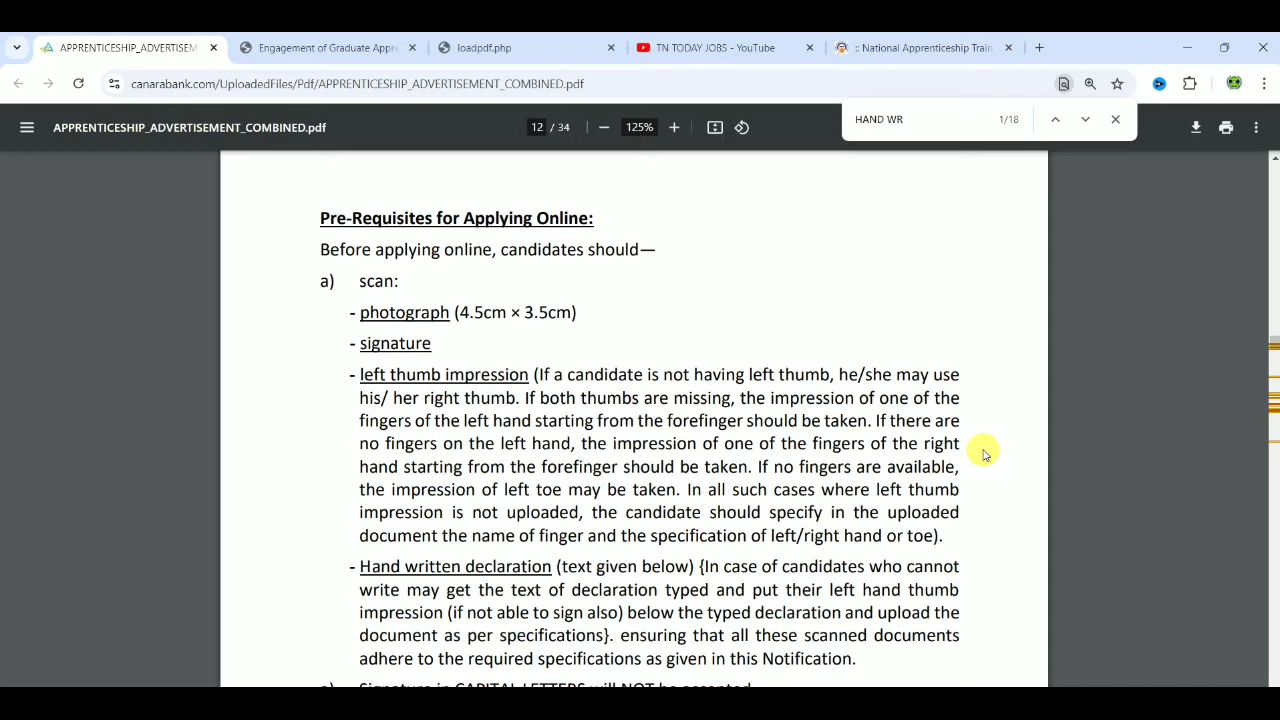 APPRENTICESHIP_ADVERTISEM
Engagement of Graduate Appre
loadpdf.php
TN TODAY JOBS - YouTube
:: National Apprenticeship Train
canarabank.com/UploadedFiles/Pdf/APPRENTICESHIP_ADVERTISEMENT_COMBINED.pdf
HAND WR 1/18
APPRENTICESHIP_ADVERTISEMENT_COMBINED.pdf
12 / 34
125%
Pre-Requisites for Applying Online:
Before applying online, candidates should—
a) scan:
- photograph (4.5cm × 3.5cm)
- signature
- left thumb impression (If a candidate is not having left thumb, he/she may use
his/ her right thumb. If both thumbs are missing, the impression of one of the
fingers of the left hand starting from the forefinger should be taken. If there are
no fingers on the left hand, the impression of one of the fingers of the right
hand starting from the forefinger should be taken. If no fingers are available,
the impression of left toe may be taken. In all such cases where left thumb
impression is not uploaded, the candidate should specify in the uploaded
document the name of finger and the specification of left/right hand or toe).
- Hand written declaration (text given below) {In case of candidates who cannot
write may get the text of declaration typed and put their left hand thumb
impression (if not able to sign also) below the typed declaration and upload the
document as per specifications}. ensuring that all these scanned documents
adhere to the required specifications as given in this Notification.
Signature in CAPITAL LETTERS will NOT be accepted